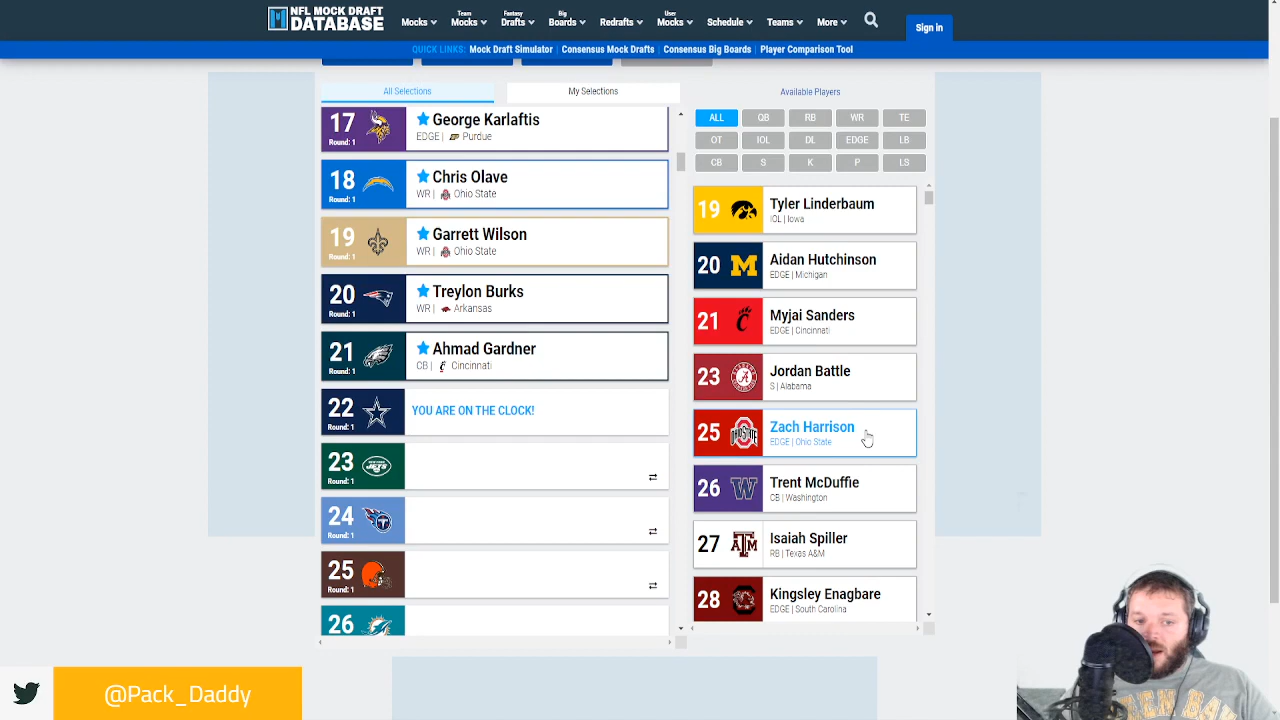 NFL MOCK DRAFT
DATABASE
Mocks
Team
Mocks
Fantasy
Drafts
Big
Boards
Redrafts
User
Mocks
Schedule
Teams
More
Sign in
QUICK LINKS: Mock Draft Simulator Consensus Mock Drafts Consensus Big Boards Player Comparison Tool
All Selections
My Selections
17
Round: 1
George Karlaftis
EDGE | Purdue
18
Round: 1
Chris Olave
WR | Ohio State
19
Round: 1
Garrett Wilson
WR | Ohio State
20
Round: 1
Treylon Burks
WR | Arkansas
21
Round: 1
Ahmad Gardner
CB | Cincinnati
22
Round: 1
YOU ARE ON THE CLOCK!
23
Round: 1
24
Round: 1
25
Round: 1
26
Available Players
ALL QB RB WR TE
OT IOL DL EDGE LB
CB S K P LS
19
Tyler Linderbaum
IOL | Iowa
20
Aidan Hutchinson
EDGE | Michigan
21
Myjai Sanders
EDGE | Cincinnati
23
Jordan Battle
S | Alabama
25
OHIO STATE
Zach Harrison
EDGE | Ohio State
26
Trent McDuffie
CB | Washington
27
Isaiah Spiller
RB | Texas A&M
28
Kingsley Enagbare
EDGE | South Carolina
@Pack_Daddy